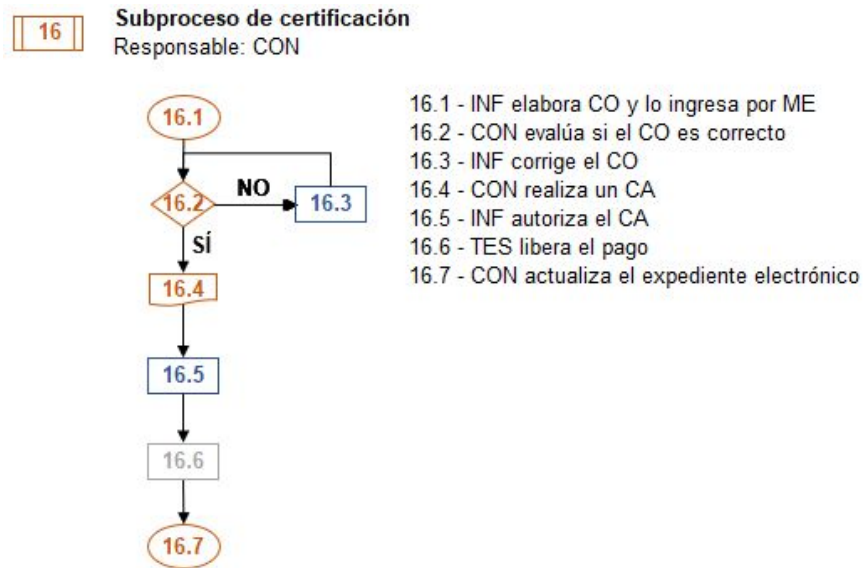 16
Subproceso de certificación
Responsable: CON
16.1
16.2
NO
16.3
SÍ
16.4
16.5
16.6
16.7
16.1 - INF elabora CO y lo ingresa por ME
16.2 - CON evalúa si el CO es correcto
16.3 - INF corrige el CO
16.4 - CON realiza un CA
16.5 - INF autoriza el CA
16.6 - TES libera el pago
16.7 - CON actualiza el expediente electrónico